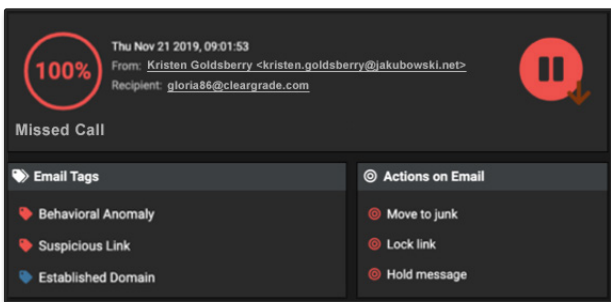 Thu Nov 21 2019, 09:01:53
100%
From: Kristen Goldsberry <kristen.goldsberry@jakubowski.net>
Recipient: gloria86@cleargrade.com
Missed Call
Email Tags
Behavioral Anomaly
Suspicious Link
Established Domain
Actions on Email
Move to junk
Lock link
Hold message